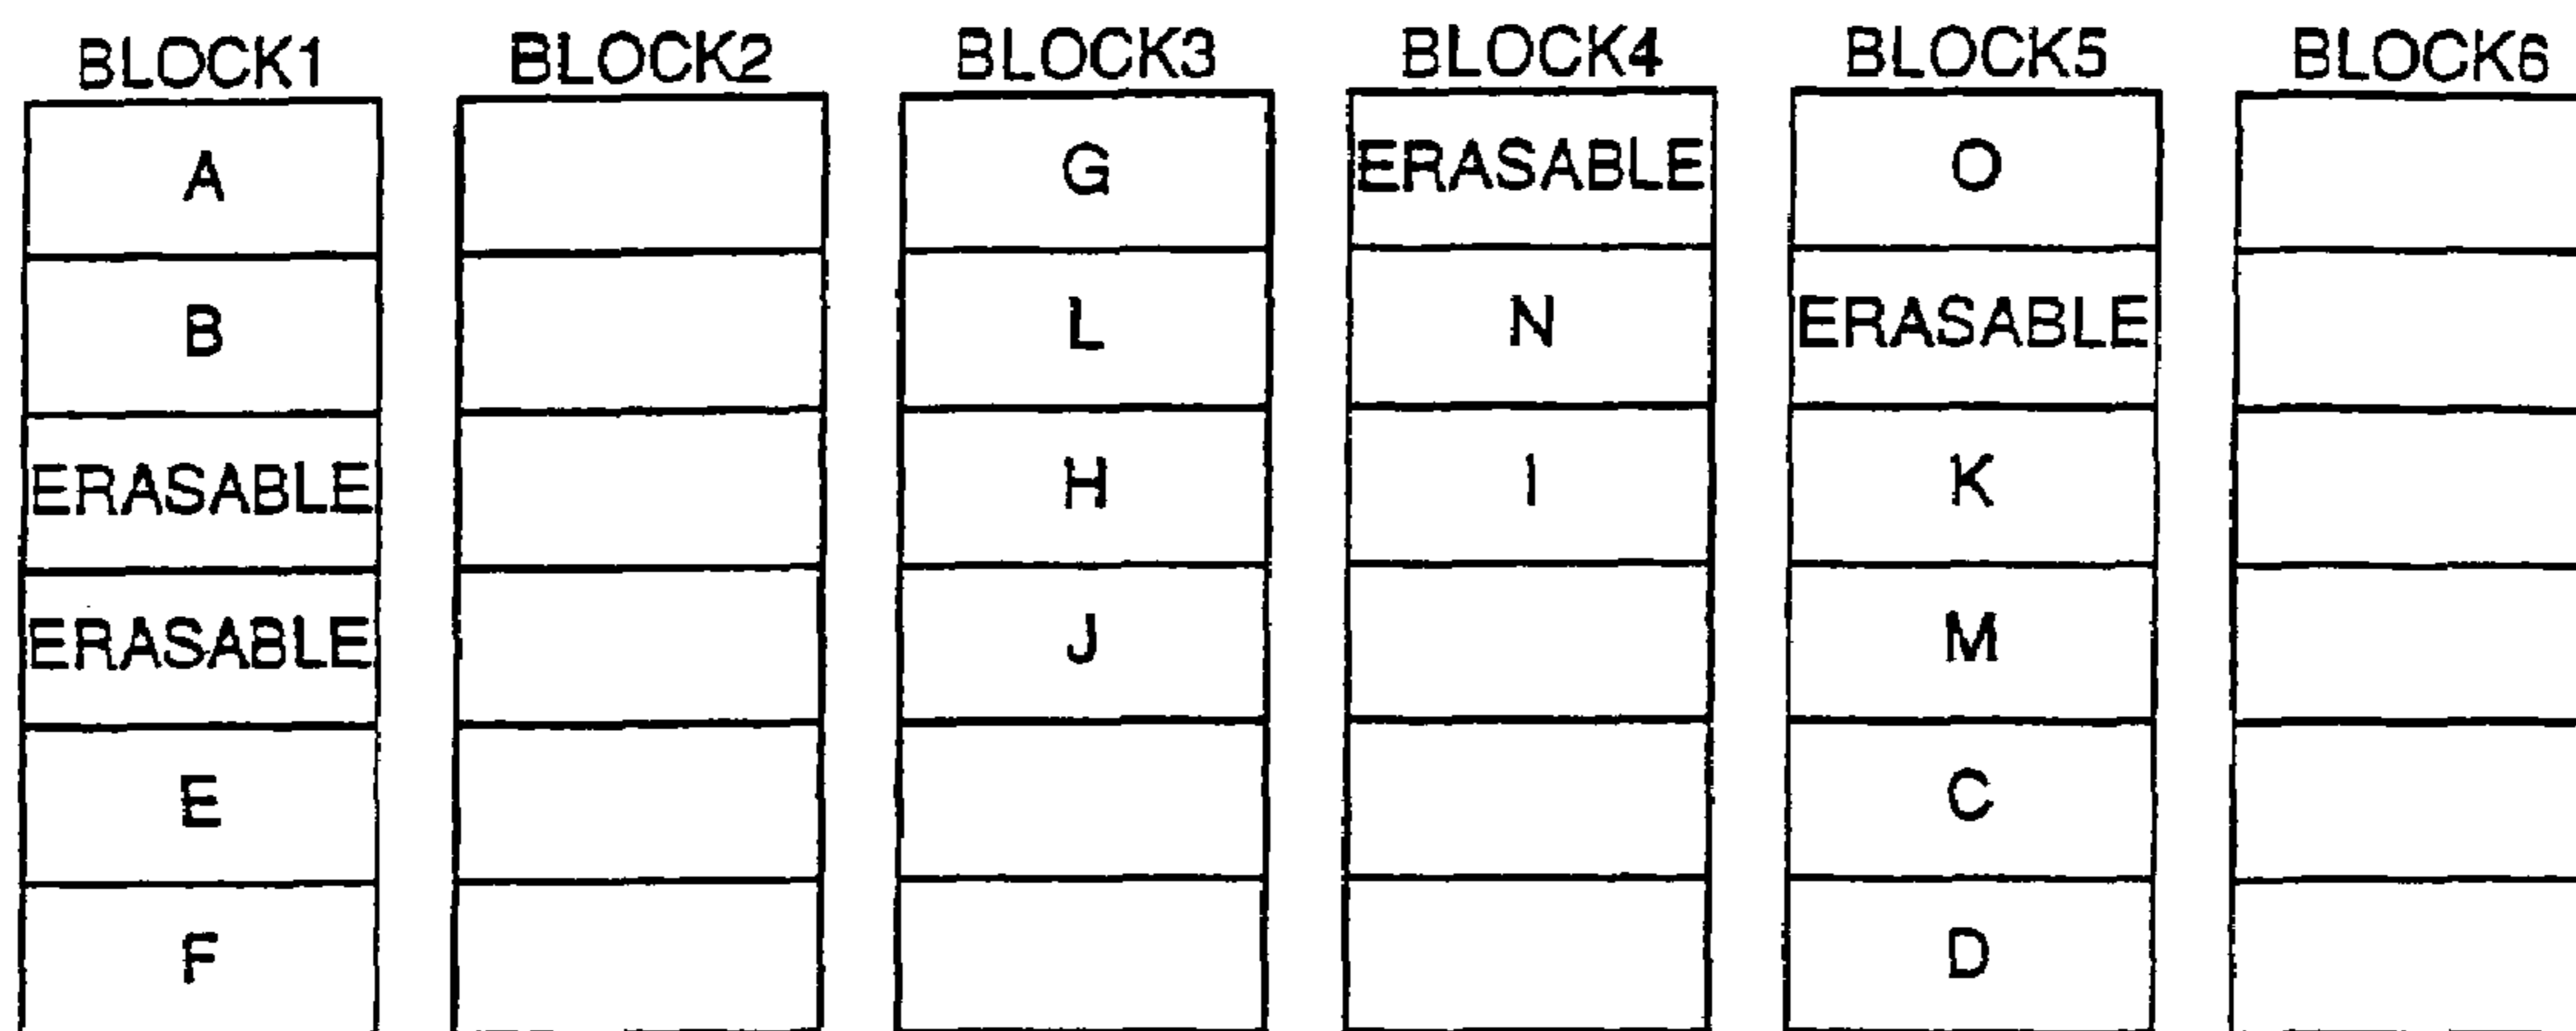 BLOCK1 BLOCK2 BLOCK3 BLOCK4 BLOCK5 BLOCK6
A G ERASABLE O
B L N ERASABLE
ERASABLE H I K
ERASABLE J M
E C
F D